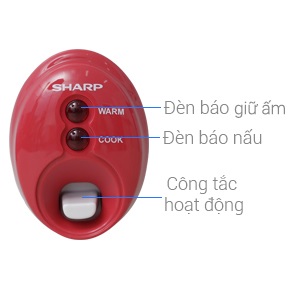 SHARP
WARM
Đèn báo giữ ấm
COOK
Đèn báo nấu
Công tắc
hoạt động